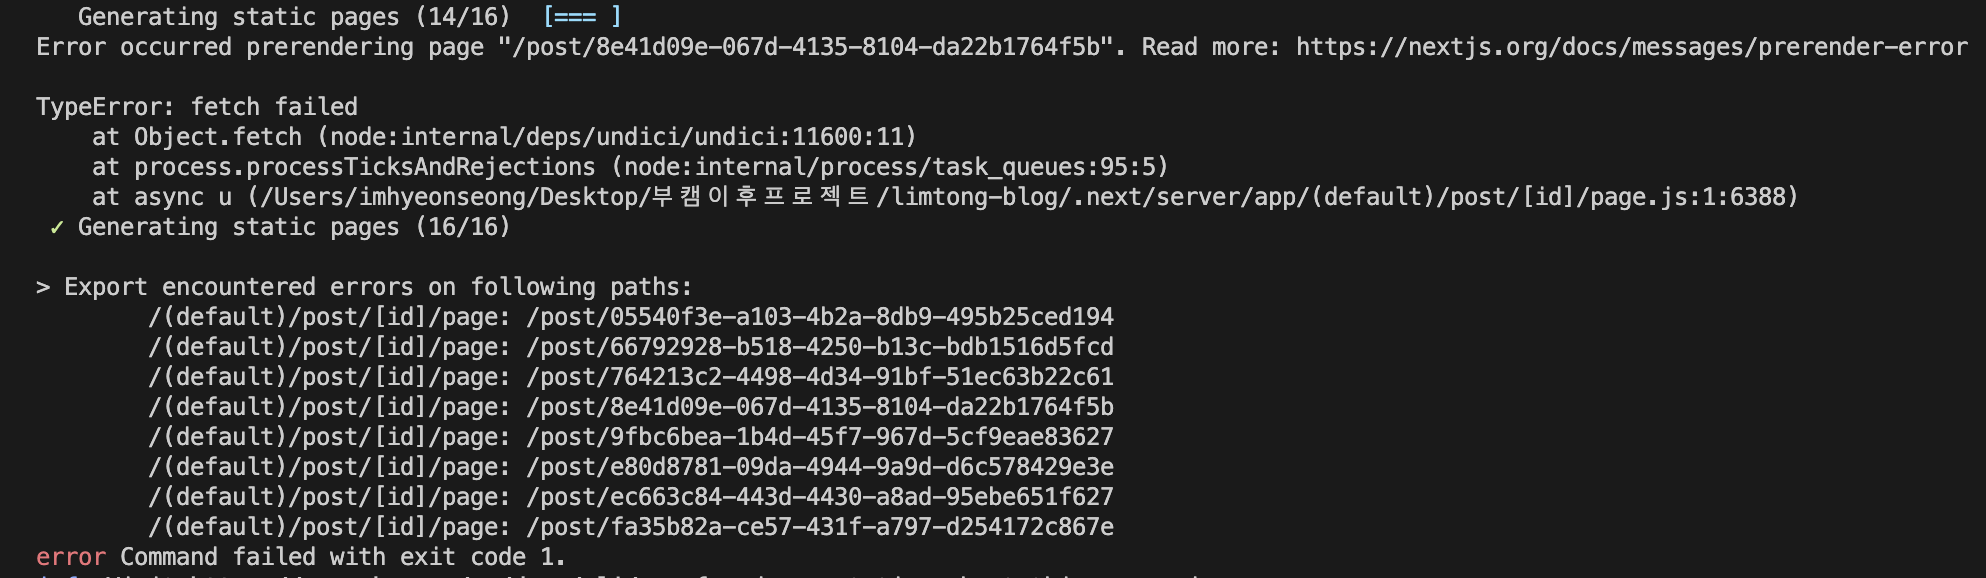 Generating static pages (14/16)  [=== ]
Error occurred prerendering page "/post/8e41d09e-067d-4135-8104-da22b1764f5b". Read more: https://nextjs.org/docs/messages/prerender-error
TypeError: fetch failed
at Object.fetch (node:internal/deps/undici/undici:11600:11)
at process.processTicksAndRejections (node:internal/process/task_queues:95:5)
at async u (/Users/imhyeonseong/Desktop/부캠이후프로젝트/limtong-blog/.next/server/app/(default)/post/[id]/page.js:1:6388)
✓ Generating static pages (16/16)
> Export encountered errors on following paths:
/(default)/post/[id]/page: /post/05540f3e-a103-4b2a-8db9-495b25ced194
/(default)/post/[id]/page: /post/66792928-b518-4250-b13c-bdb1516d5fcd
/(default)/post/[id]/page: /post/764213c2-4498-4d34-91bf-51ec63b22c61
/(default)/post/[id]/page: /post/8e41d09e-067d-4135-8104-da22b1764f5b
/(default)/post/[id]/page: /post/9fbc6bea-1b4d-45f7-967d-5cf9eae83627
/(default)/post/[id]/page: /post/e80d8781-09da-4944-9a9d-d6c578429e3e
/(default)/post/[id]/page: /post/ec663c84-443d-4430-a8ad-95ebe651f627
/(default)/post/[id]/page: /post/fa35b82a-ce57-431f-a797-d254172c867e
error Command failed with exit code 1.